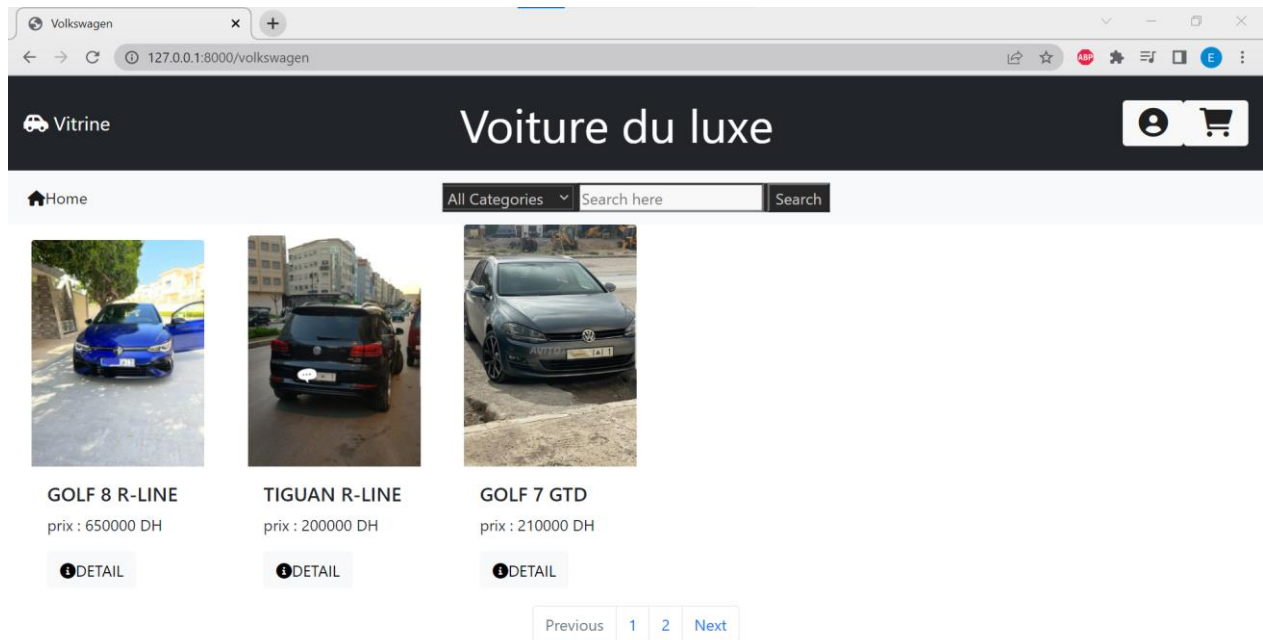 Volkswagen
127.0.0.1:8000/volkswagen
ABP
E
Vitrine
Voiture du luxe
Home
All Categories
Search here
Search
AVITO
GOLF 8 R-LINE
TIGUAN R-LINE
GOLF 7 GTD
prix : 650000 DH
prix : 200000 DH
prix : 210000 DH
DETAIL
DETAIL
DETAIL
Previous 1 2 Next